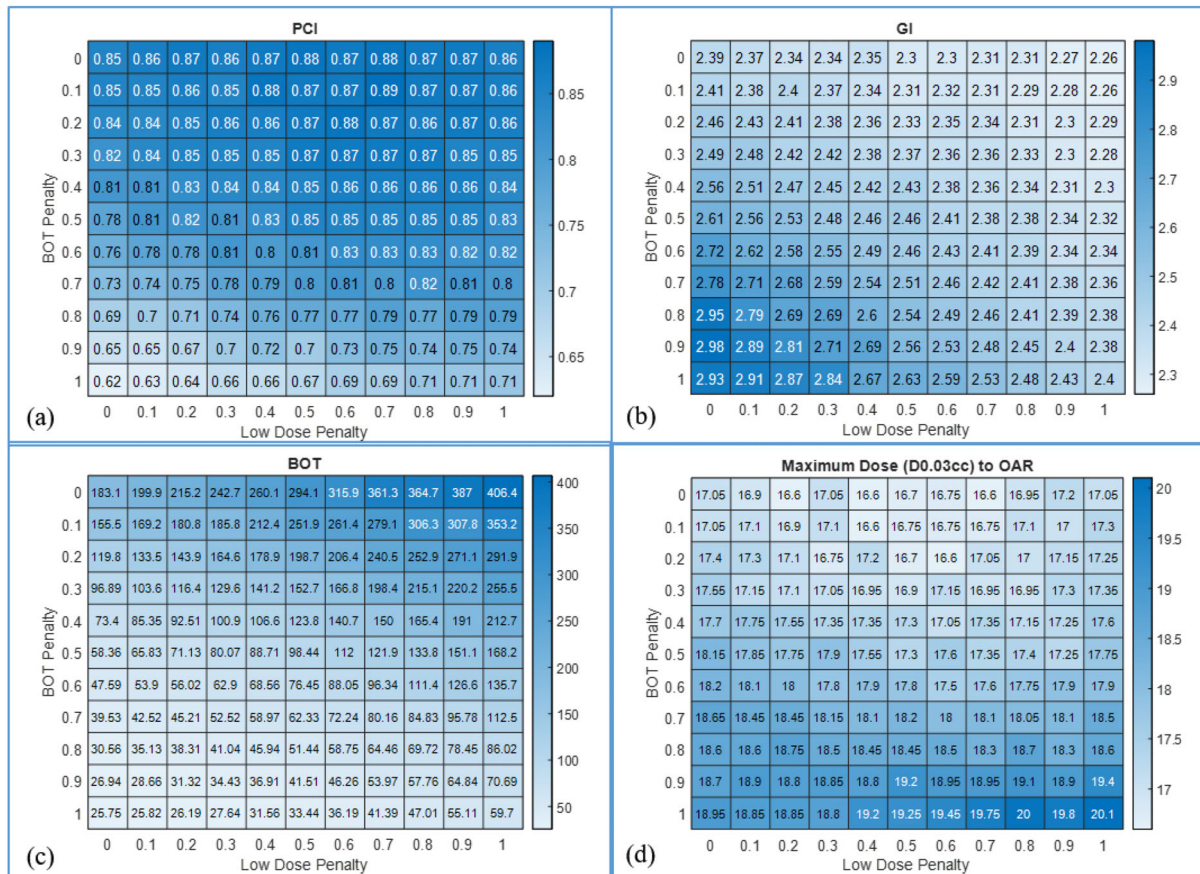 PCI
0 0.85 0.86 0.87 0.86 0.87 0.88 0.87 0.88 0.87 0.87 0.86
0.1 0.85 0.85 0.86 0.85 0.88 0.87 0.87 0.89 0.87 0.87 0.86
0.2 0.84 0.84 0.85 0.86 0.86 0.87 0.88 0.87 0.86 0.87 0.86
0.3 0.82 0.84 0.85 0.85 0.85 0.87 0.87 0.87 0.87 0.85 0.85
0.4 0.81 0.81 0.83 0.84 0.84 0.85 0.86 0.86 0.86 0.86 0.84
0.5 0.78 0.81 0.82 0.81 0.83 0.85 0.85 0.85 0.85 0.85 0.83
0.6 0.76 0.78 0.78 0.81 0.8 0.81 0.83 0.83 0.83 0.82 0.82
0.7 0.73 0.74 0.75 0.78 0.79 0.8 0.81 0.8 0.82 0.81 0.8
0.8 0.69 0.7 0.71 0.74 0.76 0.77 0.77 0.79 0.77 0.77 0.79
0.9 0.65 0.65 0.67 0.7 0.72 0.7 0.73 0.75 0.74 0.75 0.74
1 0.62 0.63 0.64 0.66 0.66 0.67 0.69 0.69 0.71 0.71 0.71
0 0.1 0.2 0.3 0.4 0.5 0.6 0.7 0.8 0.9 1
BOT Penalty
Low Dose Penalty
0.85
0.8
0.75
0.7
0.65
(a)
GI
0 2.39 2.37 2.34 2.34 2.35 2.3 2.3 2.31 2.31 2.27 2.26
0.1 2.41 2.38 2.4 2.37 2.34 2.31 2.32 2.31 2.29 2.28 2.26
0.2 2.46 2.43 2.41 2.38 2.36 2.33 2.35 2.34 2.31 2.3 2.29
0.3 2.49 2.48 2.42 2.42 2.38 2.37 2.36 2.36 2.33 2.3 2.28
0.4 2.56 2.51 2.47 2.45 2.42 2.43 2.38 2.36 2.34 2.31 2.3
0.5 2.61 2.56 2.53 2.48 2.46 2.46 2.41 2.38 2.38 2.34 2.32
0.6 2.72 2.62 2.58 2.55 2.49 2.46 2.43 2.41 2.39 2.34 2.34
0.7 2.78 2.71 2.68 2.59 2.54 2.51 2.46 2.42 2.41 2.38 2.36
0.8 2.95 2.79 2.69 2.69 2.6 2.54 2.49 2.46 2.41 2.39 2.38
0.9 2.98 2.89 2.81 2.71 2.69 2.56 2.53 2.48 2.45 2.4 2.38
1 2.93 2.91 2.87 2.84 2.67 2.63 2.59 2.53 2.48 2.43 2.4
0 0.1 0.2 0.3 0.4 0.5 0.6 0.7 0.8 0.9 1
BOT Penalty
Low Dose Penalty
2.9
2.8
2.7
2.6
2.5
2.4
2.3
(b)
BOT
0 183.1 199.9 215.2 242.7 260.1 294.1 315.9 361.3 364.7 387 406.4
0.1 155.5 169.2 180.8 185.8 212.4 251.9 261.4 279.1 306.3 307.8 353.2
0.2 119.8 133.5 143.9 164.6 178.9 198.7 206.4 240.5 252.9 271.1 291.9
0.3 96.89 103.6 116.4 129.6 141.2 152.7 166.8 198.4 215.1 220.2 255.5
0.4 73.4 85.35 92.51 100.9 106.6 123.8 140.7 150 165.4 191 212.7
0.5 58.36 65.83 71.13 80.07 88.71 98.44 112 121.9 133.8 151.1 168.2
0.6 47.59 53.9 56.02 62.9 68.56 76.45 88.05 96.34 111.4 126.6 135.7
0.7 39.53 42.52 45.21 52.52 58.97 62.33 72.24 80.16 84.83 95.78 112.5
0.8 30.56 35.13 38.31 41.04 45.94 51.44 58.75 64.46 69.72 78.45 86.02
0.9 26.94 28.66 31.32 34.43 36.91 41.51 46.26 53.97 57.76 64.84 70.69
1 25.75 25.82 26.19 27.64 31.56 33.44 36.19 41.39 47.01 55.11 59.7
0 0.1 0.2 0.3 0.4 0.5 0.6 0.7 0.8 0.9 1
BOT Penalty
Low Dose Penalty
400
350
300
250
200
150
100
50
(c)
Maximum Dose (D0.03cc) to OAR
0 17.05 16.9 16.6 17.05 16.6 16.7 16.75 16.6 16.95 17.2 17.05
0.1 17.05 17.1 16.9 17.1 16.6 16.75 16.75 16.75 17.1 17 17.3
0.2 17.4 17.3 17.1 16.75 17.2 16.7 16.6 17.05 17 17.15 17.25
0.3 17.55 17.15 17.1 17.05 16.95 16.9 17.15 16.95 16.95 17.3 17.35
0.4 17.7 17.75 17.55 17.35 17.35 17.3 17.05 17.35 17.15 17.25 17.6
0.5 18.15 17.85 17.75 17.9 17.55 17.3 17.6 17.35 17.4 17.25 17.75
0.6 18.2 18.1 18 17.8 17.9 17.8 17.5 17.6 17.75 17.9 17.9
0.7 18.65 18.45 18.45 18.15 18.1 18.2 18 18.1 18.05 18.1 18.5
0.8 18.6 18.6 18.75 18.5 18.45 18.45 18.5 18.3 18.7 18.3 18.6
0.9 18.7 18.9 18.8 18.85 18.8 19.2 18.95 18.95 19.1 18.9 19.4
1 18.95 18.85 18.85 18.8 19.2 19.25 19.45 19.75 20 19.8 20.1
0 0.1 0.2 0.3 0.4 0.5 0.6 0.7 0.8 0.9 1
BOT Penalty
Low Dose Penalty
20
19.5
19
18.5
18
17.5
17
(d)